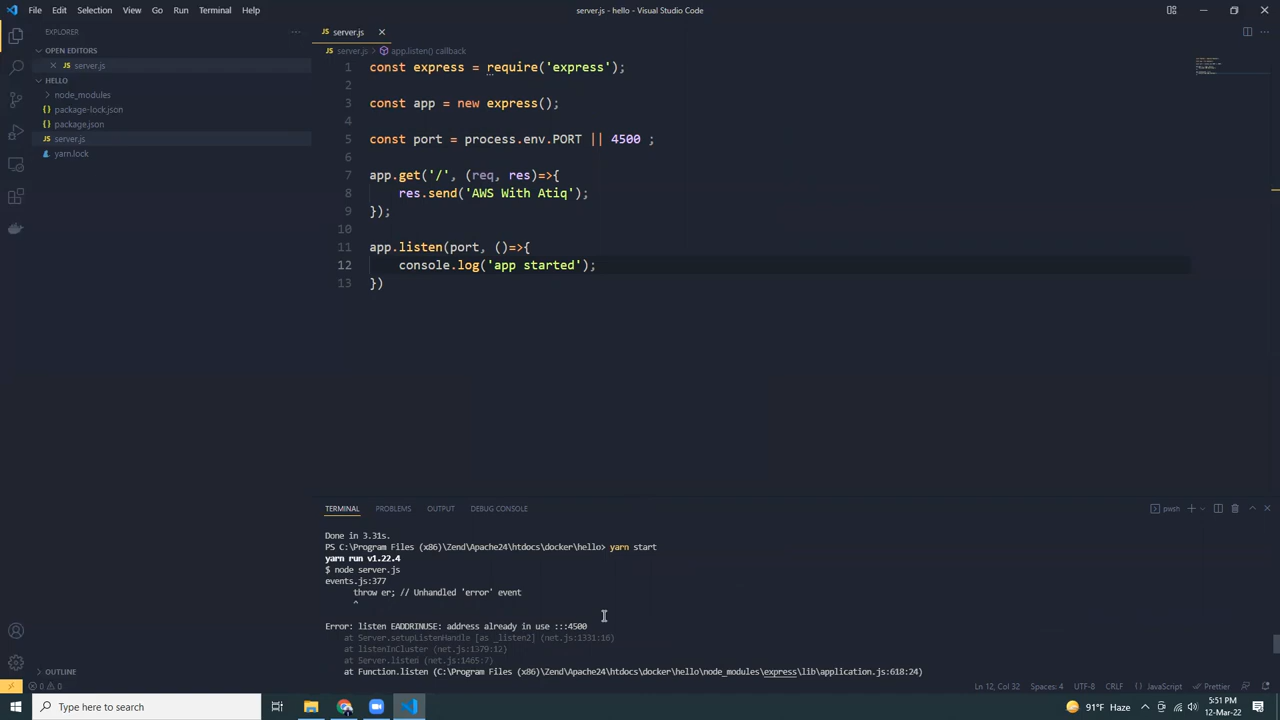 File Edit Selection View Go Run Terminal Help
server.js - hello - Visual Studio Code
EXPLORER
OPEN EDITORS
server.js
HELLO
node_modules
package-lock.json
package.json
server.js
yarn.lock
OUTLINE
server.js
server.js app.listen() callback
1 const express = require('express');
2
3 const app = new express();
4
5 const port = process.env.PORT || 4500 ;
6
7 app.get('/', (req, res)=>{
8 res.send('AWS With Atiq');
9 });
10
11 app.listen(port, ()=>{
12 console.log('app started');
13 })
TERMINAL PROBLEMS OUTPUT DEBUG CONSOLE
pwsh
Done in 3.31s.
PS C:\Program Files (x86)\Zend\Apache24\htdocs\docker\hello> yarn start
yarn run v1.22.4
$ node server.js
events.js:377
throw er; // Unhandled 'error' event
^
Error: listen EADDRINUSE: address already in use :::4500
at Server.setupListenHandle [as _listen2] (net.js:1331:16)
at listenInCluster (net.js:1379:12)
at Server.listen (net.js:1465:7)
at Function.listen (C:\Program Files (x86)\Zend\Apache24\htdocs\docker\hello\node_modules\express\lib\application.js:618:24)
0 0
Ln 12, Col 32 Spaces: 4 UTF-8 CRLF JavaScript Prettier
Type here to search
91°F Haze
5:51 PM
12-Mar-22